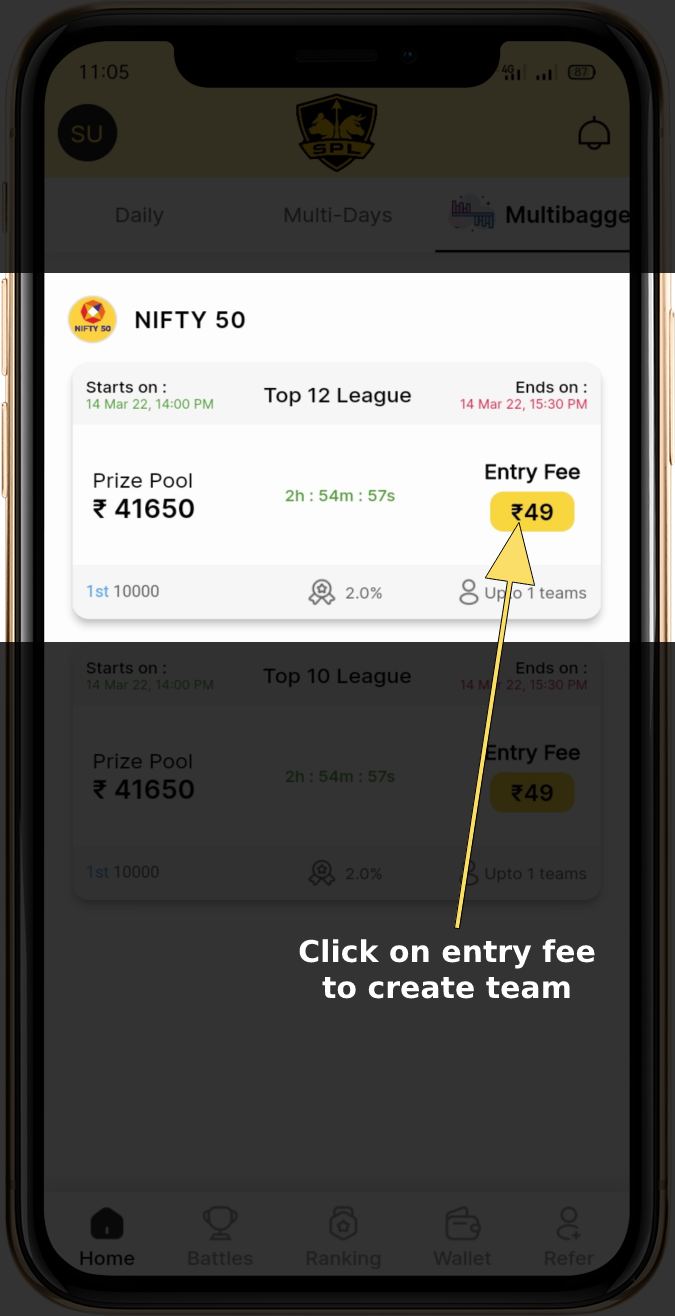 11:05
4G
87
SU
SPL
Daily
Multi-Days
Multibagge
NIFTY 50
NIFTY 50
Starts on :
14 Mar 22, 14:00 PM
Top 12 League
Ends on :
14 Mar 22, 15:30 PM
Prize Pool
₹ 41650
2h : 54m : 57s
Entry Fee
₹49
1st 10000
2.0%
Upto 1 teams
Starts on :
14 Mar 22, 14:00 PM
Top 10 League
Ends on :
14 Mar 22, 15:30 PM
Prize Pool
₹ 41650
2h : 54m : 57s
Entry Fee
₹49
1st 10000
2.0%
Upto 1 teams
Click on entry fee
to create team
Home
Battles
Ranking
Wallet
Refer